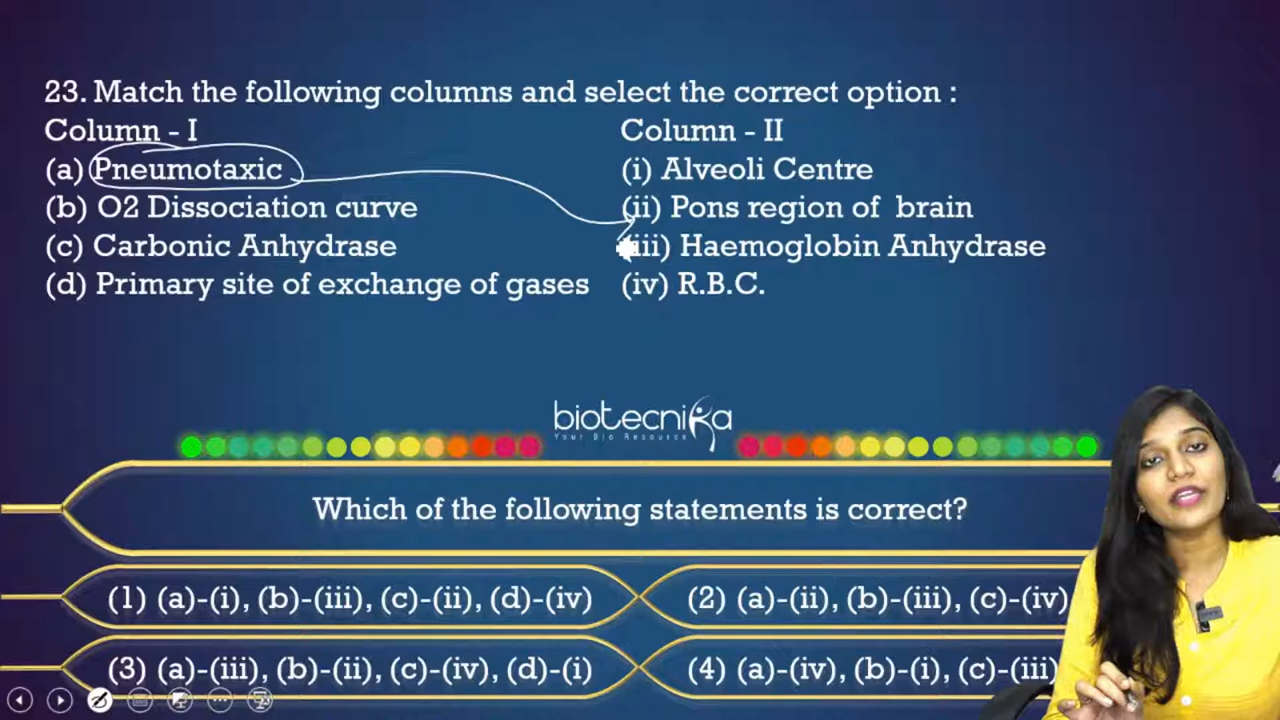 23. Match the following columns and select the correct option :
Column - I
Column - II
(a) Pneumotaxic
(i) Alveoli Centre
(b) O2 Dissociation curve
(ii) Pons region of brain
(c) Carbonic Anhydrase
(iii) Haemoglobin Anhydrase
(d) Primary site of exchange of gases
(iv) R.B.C.
biotecnika
Your Bio Resource
Which of the following statements is correct?
(1) (a)-(i), (b)-(iii), (c)-(ii), (d)-(iv)
(2) (a)-(ii), (b)-(iii), (c)-(iv)
(3) (a)-(iii), (b)-(ii), (c)-(iv), (d)-(i)
(4) (a)-(iv), (b)-(i), (c)-(iii)